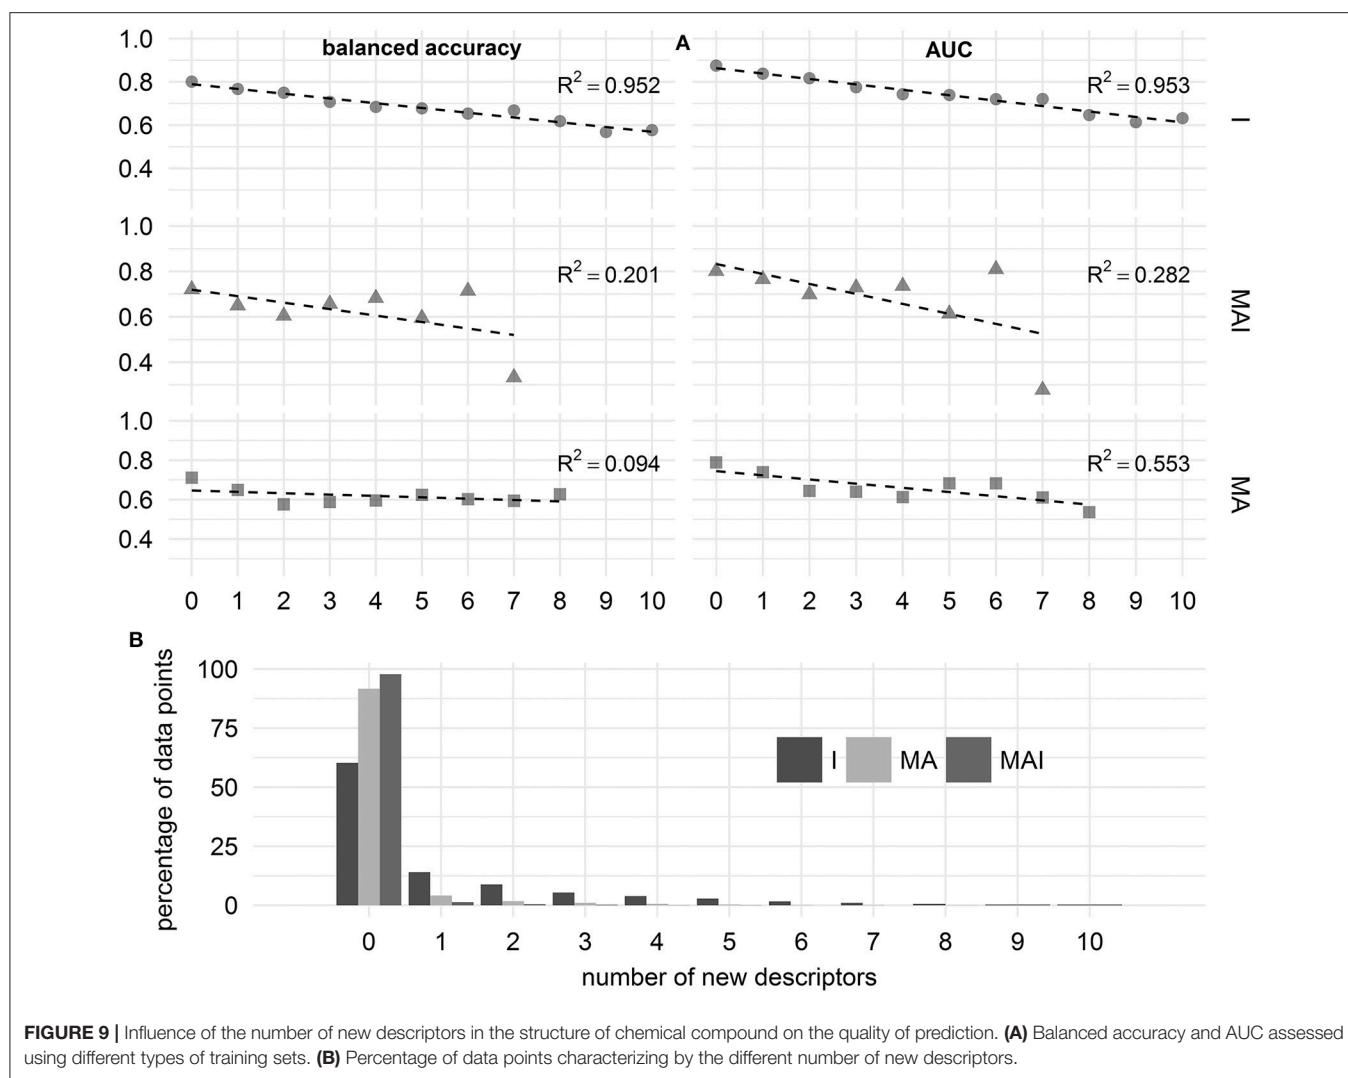 balanced accuracy
A
AUC
1.0
0.8
0.6
0.4
R² = 0.952
R² = 0.953
I
1.0
0.8
0.6
0.4
R² = 0.201
R² = 0.282
MAI
1.0
0.8
0.6
0.4
R² = 0.094
R² = 0.553
MA
0 1 2 3 4 5 6 7 8 9 10
0 1 2 3 4 5 6 7 8 9 10
B
percentage of data points
100
75
50
25
0
I MA MAI
0 1 2 3 4 5 6 7 8 9 10
number of new descriptors
FIGURE 9 | Influence of the number of new descriptors in the structure of chemical compound on the quality of prediction. (A) Balanced accuracy and AUC assessed
using different types of training sets. (B) Percentage of data points characterizing by the different number of new descriptors.